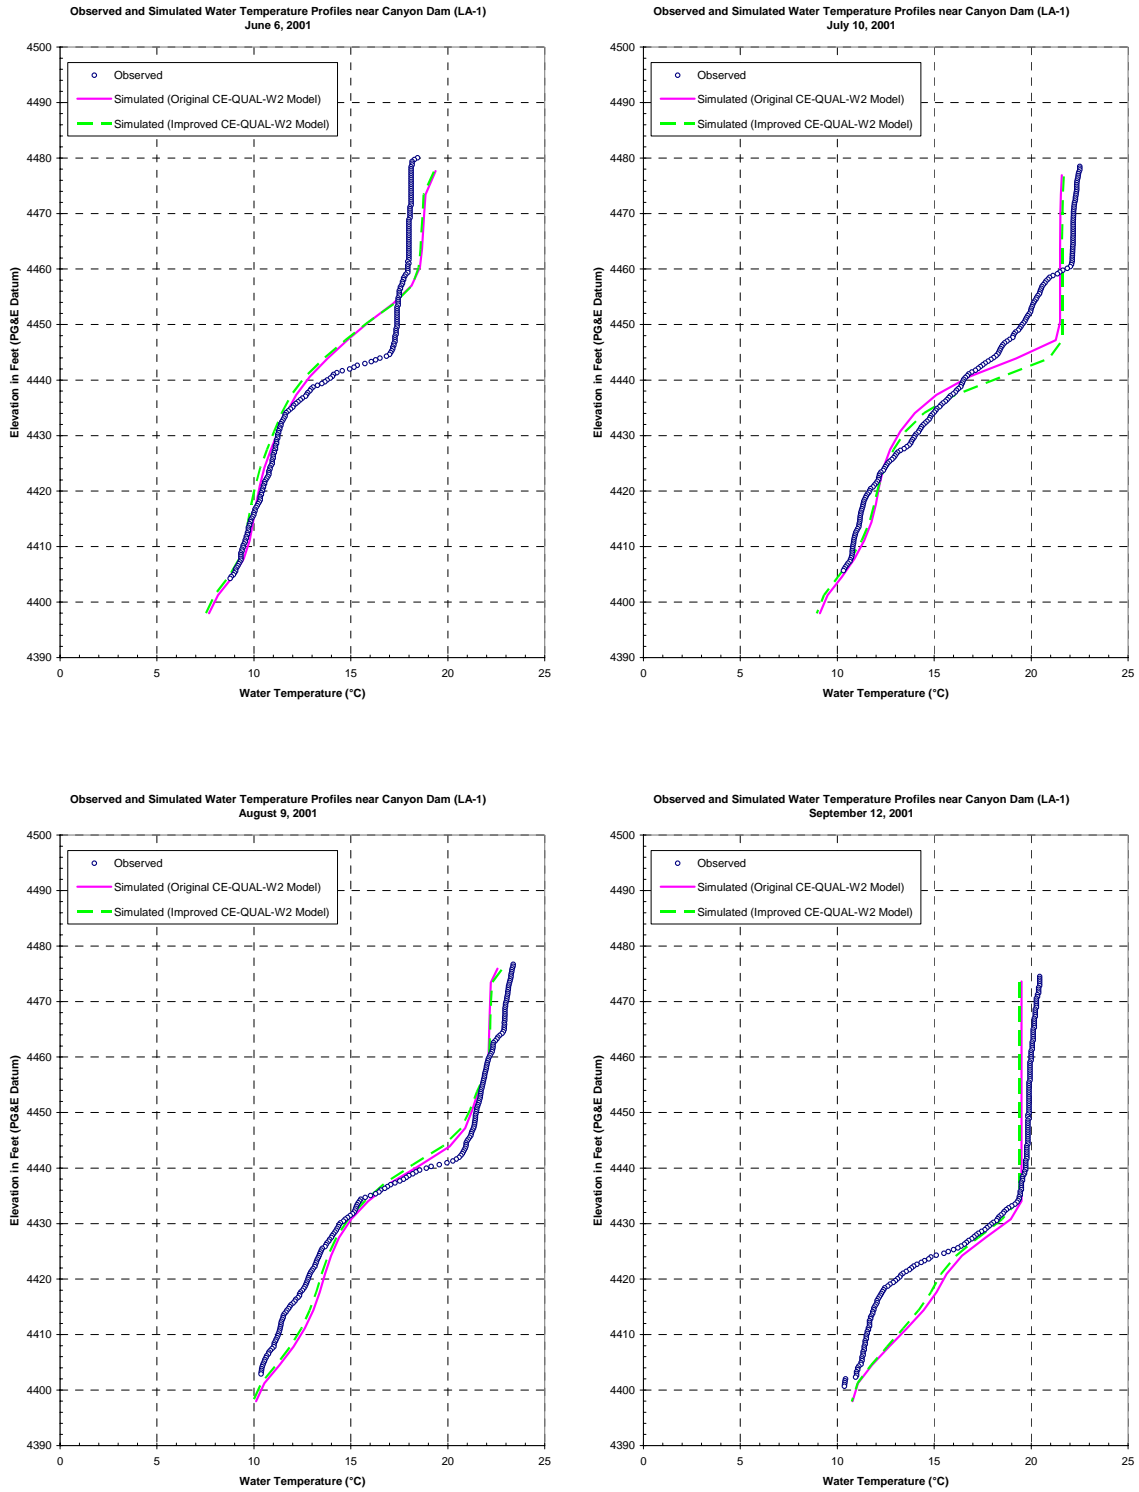 Observed and Simulated Water Temperature Profiles near Canyon Dam (LA-1)
June 6, 2001
4500
4490
4480
4470
4460
4450
4440
4430
4420
4410
4400
4390
Elevation in Feet (PG&E Datum)
Observed
Simulated (Original CE-QUAL-W2 Model)
Simulated (Improved CE-QUAL-W2 Model)
0 5 10 15 20 25
Water Temperature (°C)
Observed and Simulated Water Temperature Profiles near Canyon Dam (LA-1)
July 10, 2001
4500
4490
4480
4470
4460
4450
4440
4430
4420
4410
4400
4390
Elevation in Feet (PG&E Datum)
Observed
Simulated (Original CE-QUAL-W2 Model)
Simulated (Improved CE-QUAL-W2 Model)
0 5 10 15 20 25
Water Temperature (°C)
Observed and Simulated Water Temperature Profiles near Canyon Dam (LA-1)
August 9, 2001
4500
4490
4480
4470
4460
4450
4440
4430
4420
4410
4400
4390
Elevation in Feet (PG&E Datum)
Observed
Simulated (Original CE-QUAL-W2 Model)
Simulated (Improved CE-QUAL-W2 Model)
0 5 10 15 20 25
Water Temperature (°C)
Observed and Simulated Water Temperature Profiles near Canyon Dam (LA-1)
September 12, 2001
4500
4490
4480
4470
4460
4450
4440
4430
4420
4410
4400
4390
Elevation in Feet (PG&E Datum)
Observed
Simulated (Original CE-QUAL-W2 Model)
Simulated (Improved CE-QUAL-W2 Model)
0 5 10 15 20 25
Water Temperature (°C)